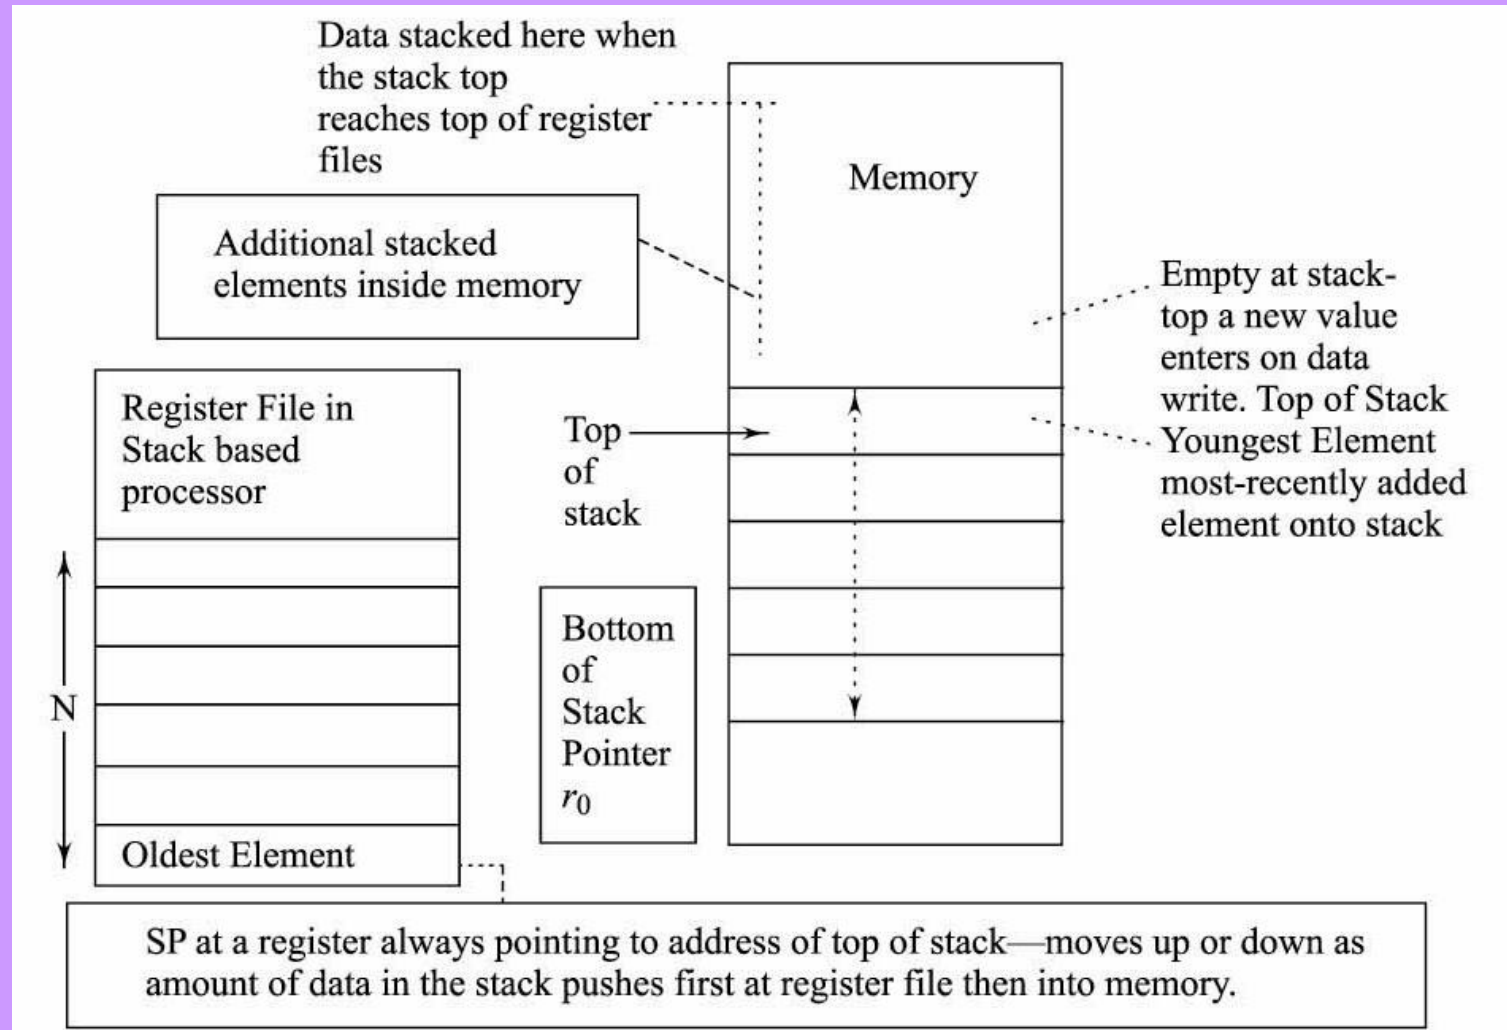 Data stacked here when
the stack top
reaches top of register
files
Memory
Additional stacked
elements inside memory
Empty at stack-
top a new value
enters on data
write. Top of Stack
Youngest Element
most-recently added
element onto stack
Register File in
Stack based
processor
Top
of
stack
N
Bottom
of
Stack
Pointer
r0
Oldest Element
SP at a register always pointing to address of top of stack—moves up or down as
amount of data in the stack pushes first at register file then into memory.